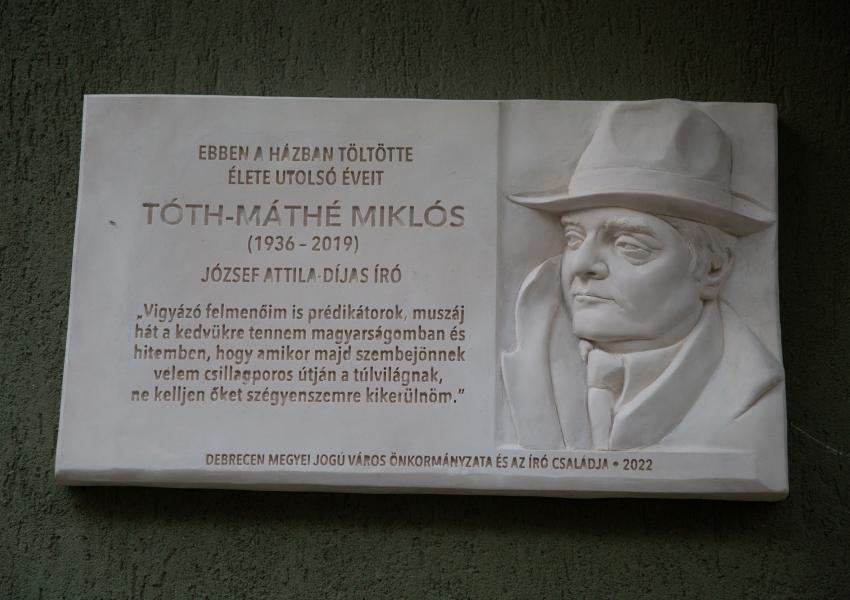 EBBEN A HÁZBAN TÖLTÖTTE
ÉLETE UTOLSÓ ÉVEIT
TÓTH-MÁTHÉ MIKLÓS
(1936 – 2019)
JÓZSEF ATTILA-DÍJAS ÍRÓ
„Vigyázó felmenőim is prédikátorok, muszáj
hát a kedvükre tennem magyarságomban és
hitemben, hogy amikor majd szembejönnek
velem csillagporos útján a túlvilágnak,
ne kelljen őket szégyenszemre kikerülnöm.”
DEBRECEN MEGYEI JOGÚ VÁROS ÖNKORMÁNYZATA ÉS AZ ÍRÓ CSALÁDJA • 2022